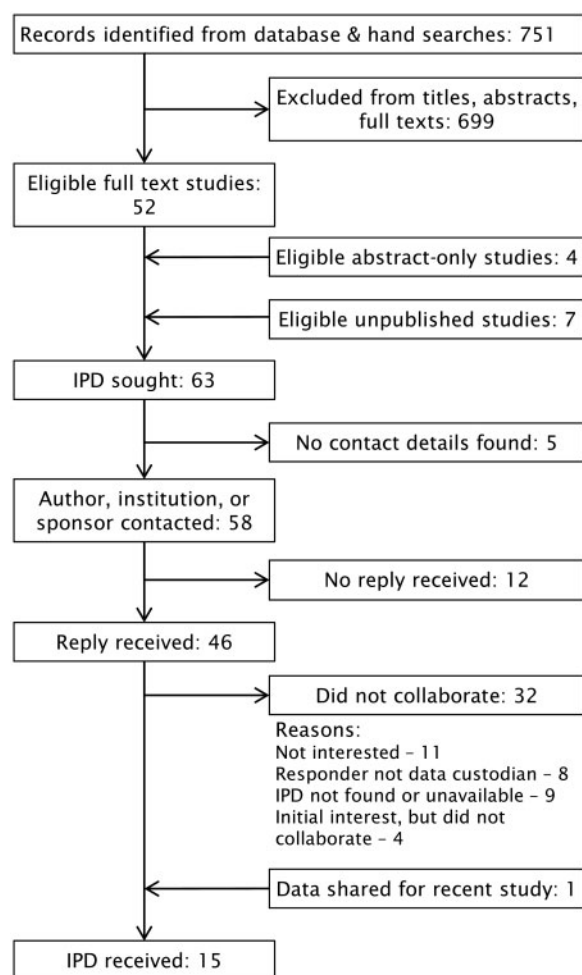 Records identified from database & hand searches: 751
Excluded from titles, abstracts,
full texts: 699
Eligible full text studies:
52
Eligible abstract-only studies: 4
Eligible unpublished studies: 7
IPD sought: 63
No contact details found: 5
Author, institution, or
sponsor contacted: 58
No reply received: 12
Reply received: 46
Did not collaborate: 32
Reasons:
Not interested – 11
Responder not data custodian – 8
IPD not found or unavailable – 9
Initial interest, but did not
collaborate – 4
Data shared for recent study: 1
IPD received: 15